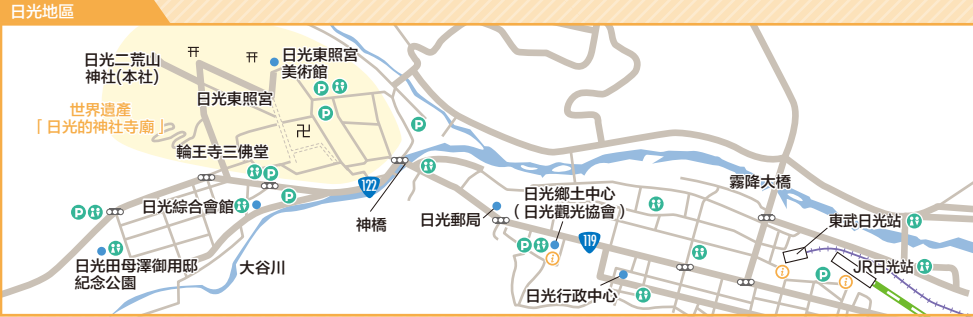 日光地區
日光二荒山
神社(本社)
日光東照宮
美術館
日光東照宮
世界遺產
「日光的神社寺廟」
輪王寺三佛堂
日光綜合會館
日光田母澤御用邸
紀念公園
大谷川
122
神橋
日光郵局
日光鄉土中心
(日光觀光協會)
119
日光行政中心
霧降大橋
東武日光站
JR日光站
P
P
P
P
P
P
P
P
i
i
i